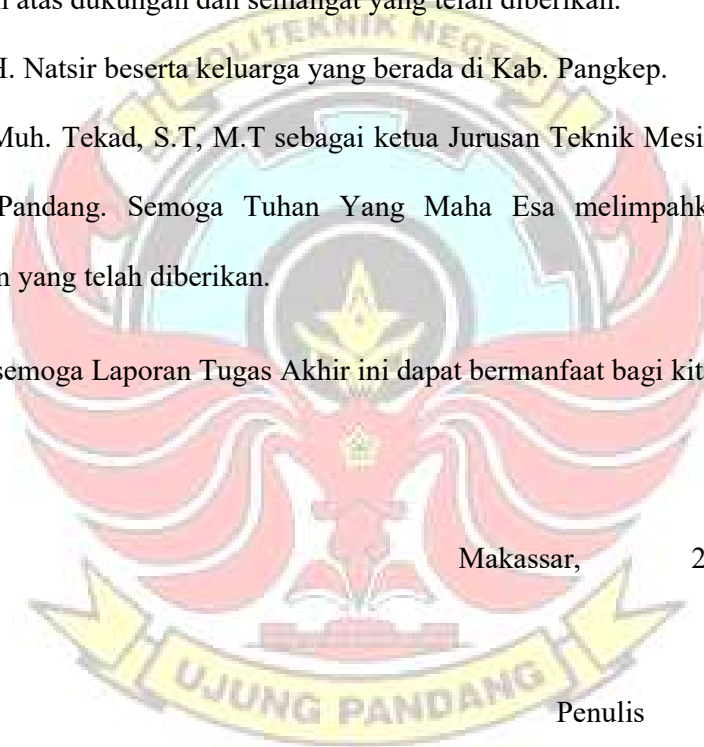 atas dukungan dan semangat yang telah diberikan.
POLITEKNIK NEGERI
H. Natsir beserta keluarga yang berada di Kab. Pangkep.
Muh. Tekad, S.T, M.T sebagai ketua Jurusan Teknik Mesi
Pandang. Semoga Tuhan Yang Maha Esa melimpahk
n yang telah diberikan.
semoga Laporan Tugas Akhir ini dapat bermanfaat bagi kit
Makassar, 2
UJUNG PANDANG
Penulis